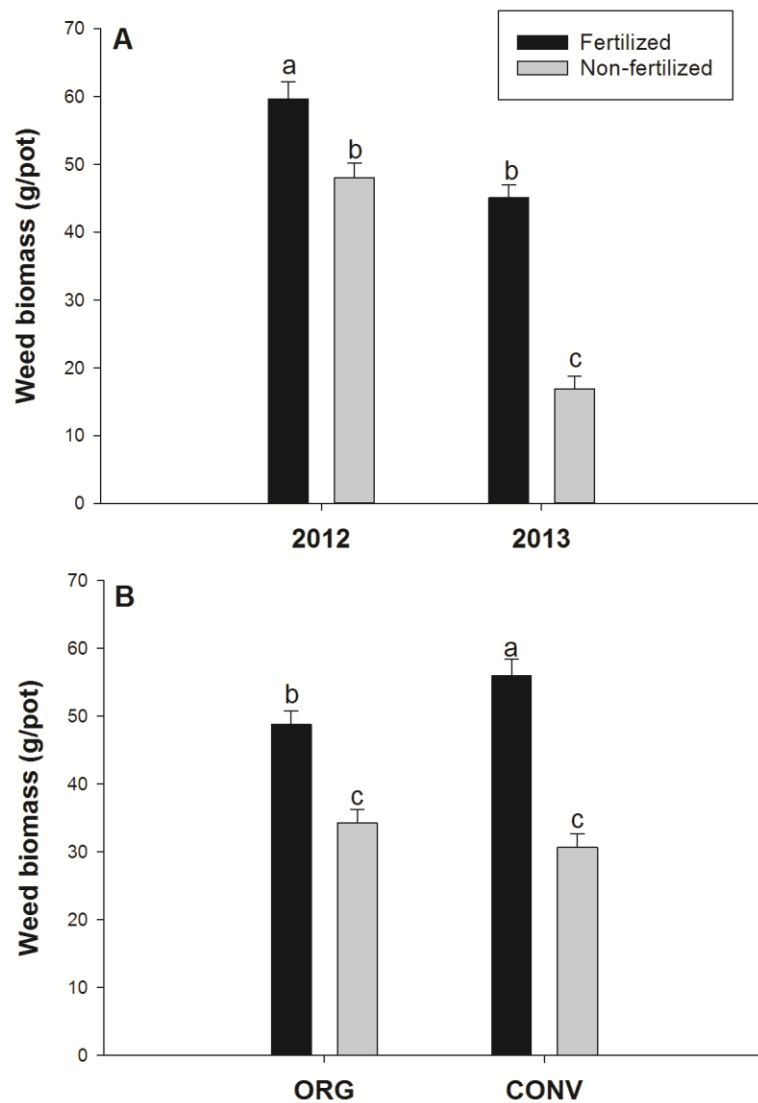 A
Fertilized
Non-fertilized
Weed biomass (g/pot)
70
60
50
40
30
20
10
0
a
b
b
c
2012
2013
B
Weed biomass (g/pot)
70
60
50
40
30
20
10
0
b
c
a
c
ORG
CONV